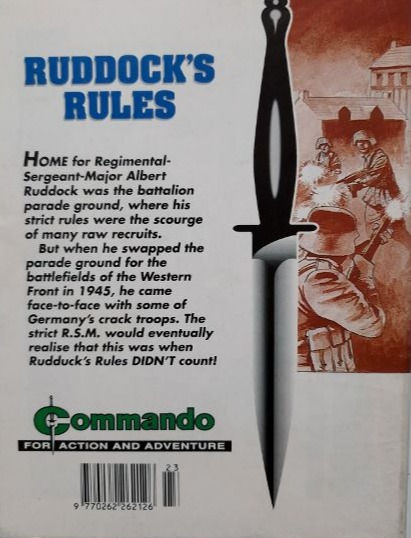 RUDDOCK'S
RULES
HOME for Regimental-
Sergeant-Major Albert
Ruddock was the battalion
parade ground, where his
strict rules were the scourge
of many raw recruits.
But when he swapped the
parade ground for the
battlefields of the Western
Front in 1945, he came
face-to-face with some of
Germany's crack troops. The
strict R.S.M. would eventually
realise that this was when
Rudduck's Rules DIDN'T count!
Commando
FOR ACTION AND ADVENTURE
23
9 770262 262126